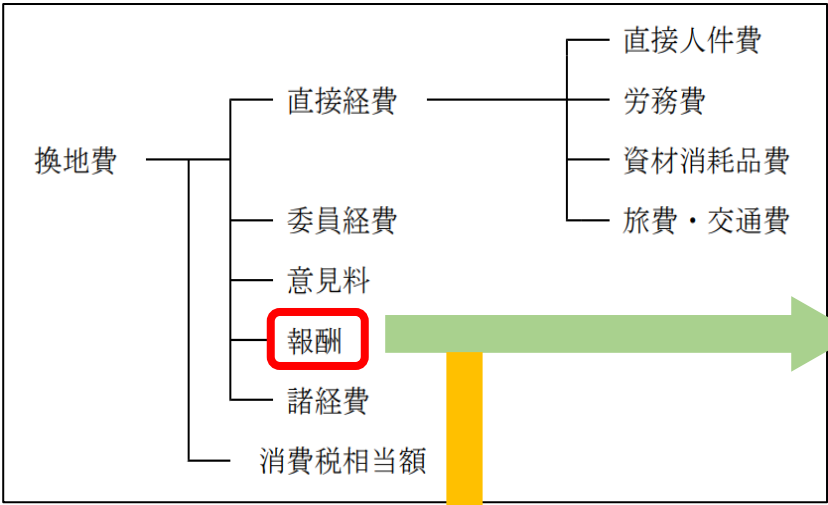 直接人件費
直接経費
労務費
換地費
資材消耗品費
委員経費
旅費・交通費
意見料
報酬
諸経費
消費税相当額